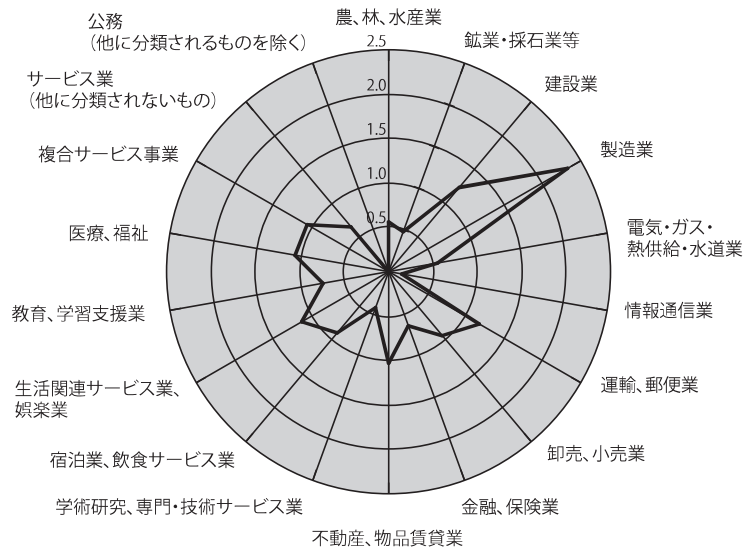 農、林、水産業
鉱業・採石業等
建設業
製造業
電気・ガス・
熱供給・水道業
情報通信業
運輸、郵便業
卸売、小売業
金融、保険業
不動産、物品賃貸業
学術研究、専門・技術サービス業
宿泊業、飲食サービス業
生活関連サービス業、
娯楽業
教育、学習支援業
医療、福祉
複合サービス事業
サービス業
（他に分類されないもの）
公務
（他に分類されるものを除く）
2.5
2.0
1.5
1.0
0.5